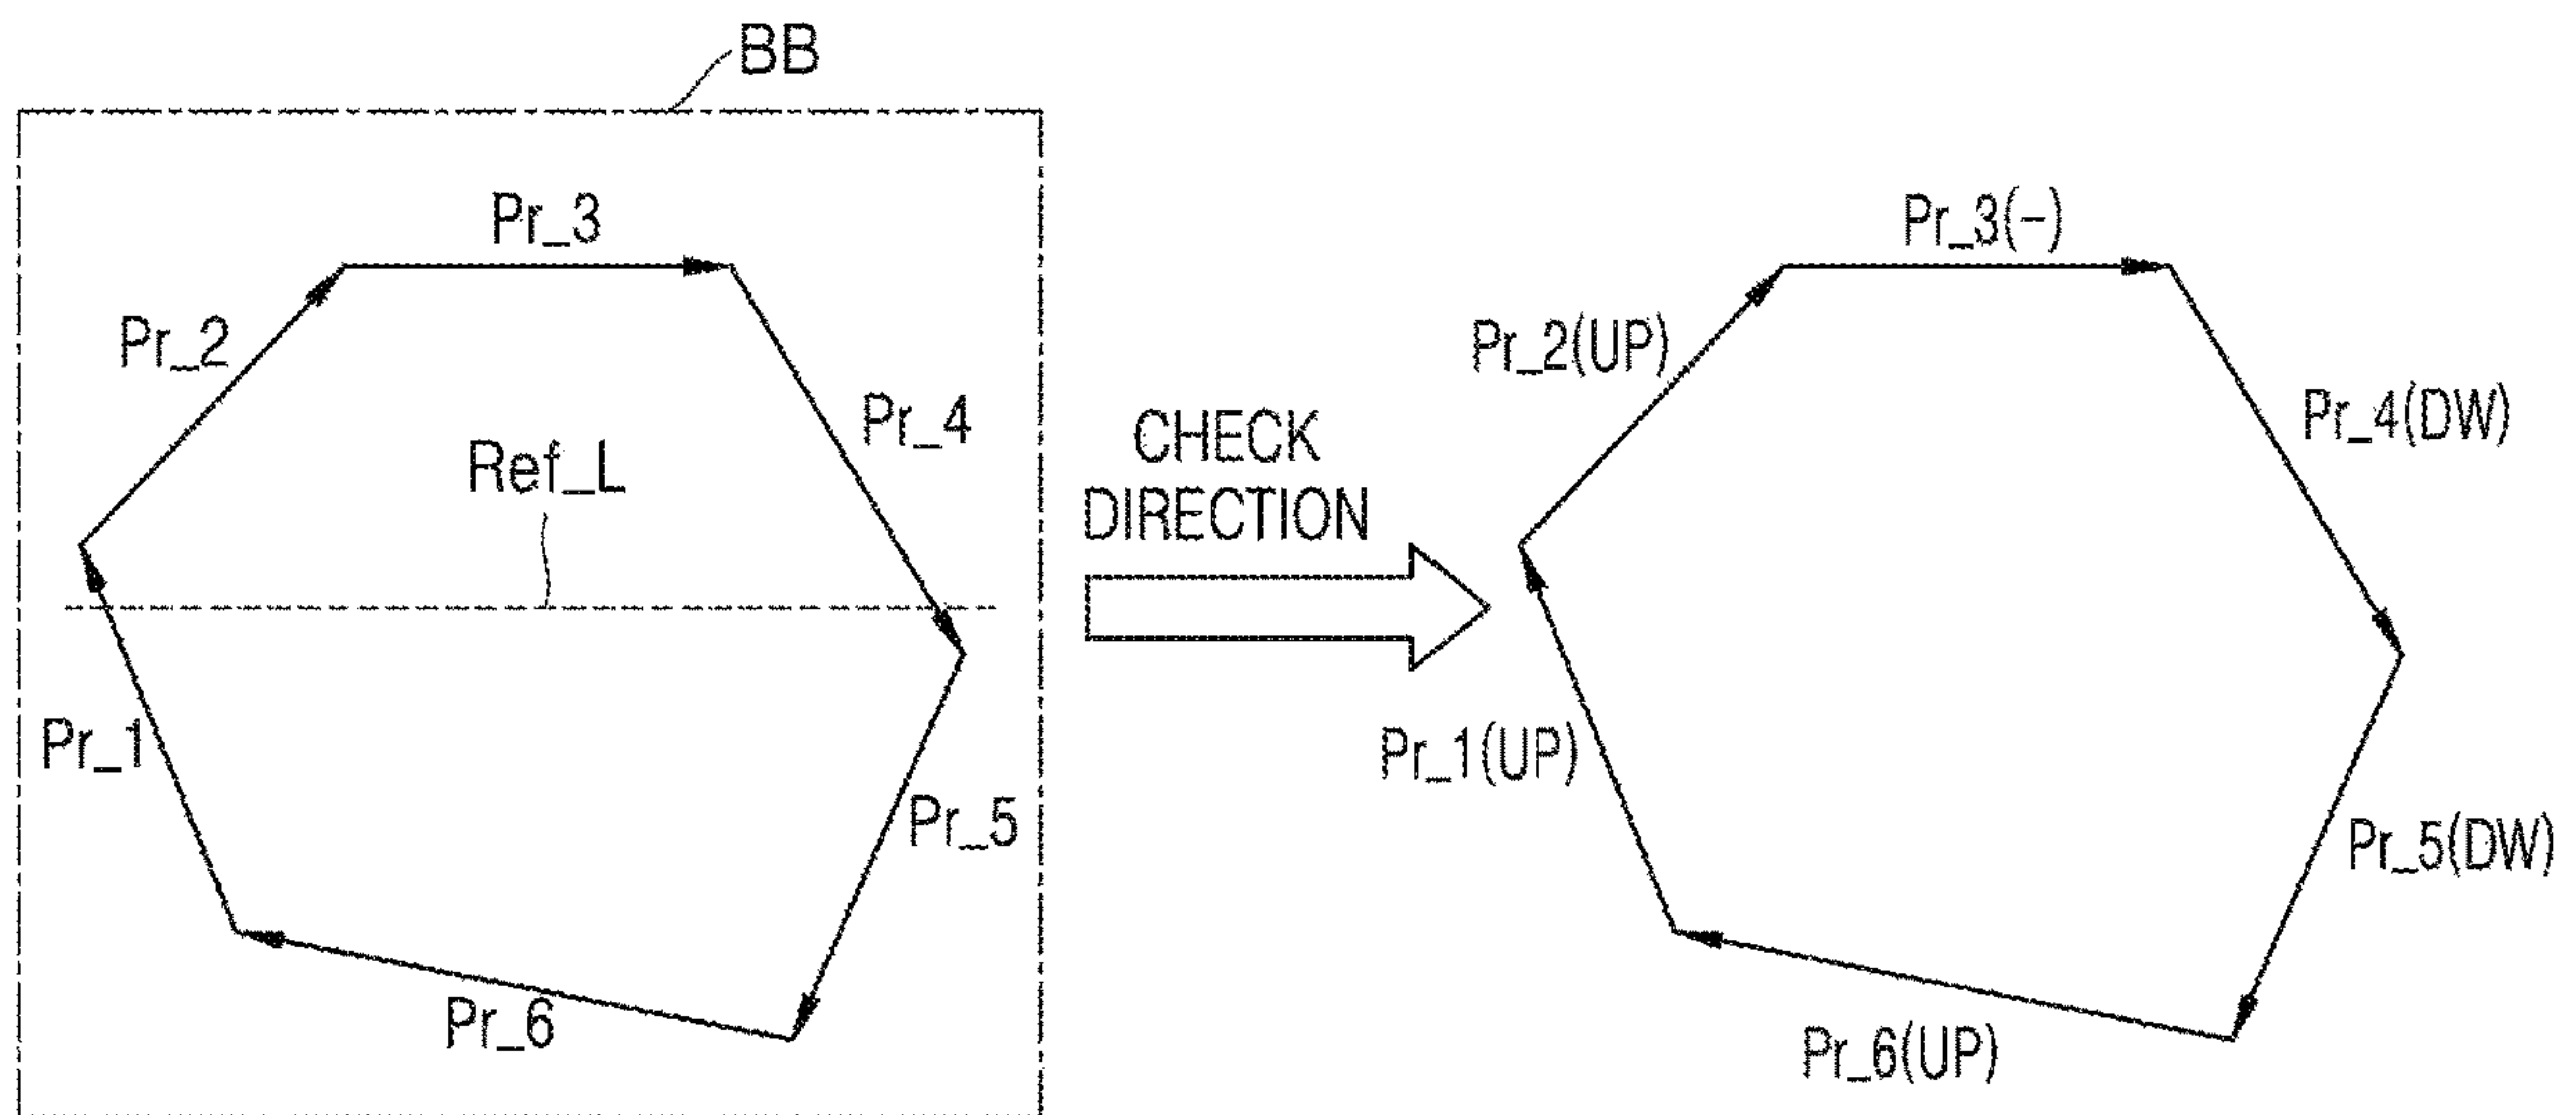 BB
Pr_3
Pr_2
Pr_4
Ref_L
Pr_1
Pr_5
Pr_6
CHECK
DIRECTION
Pr_3(-)
Pr_2(UP)
Pr_4(DW)
Pr_1(UP)
Pr_5(DW)
Pr_6(UP)